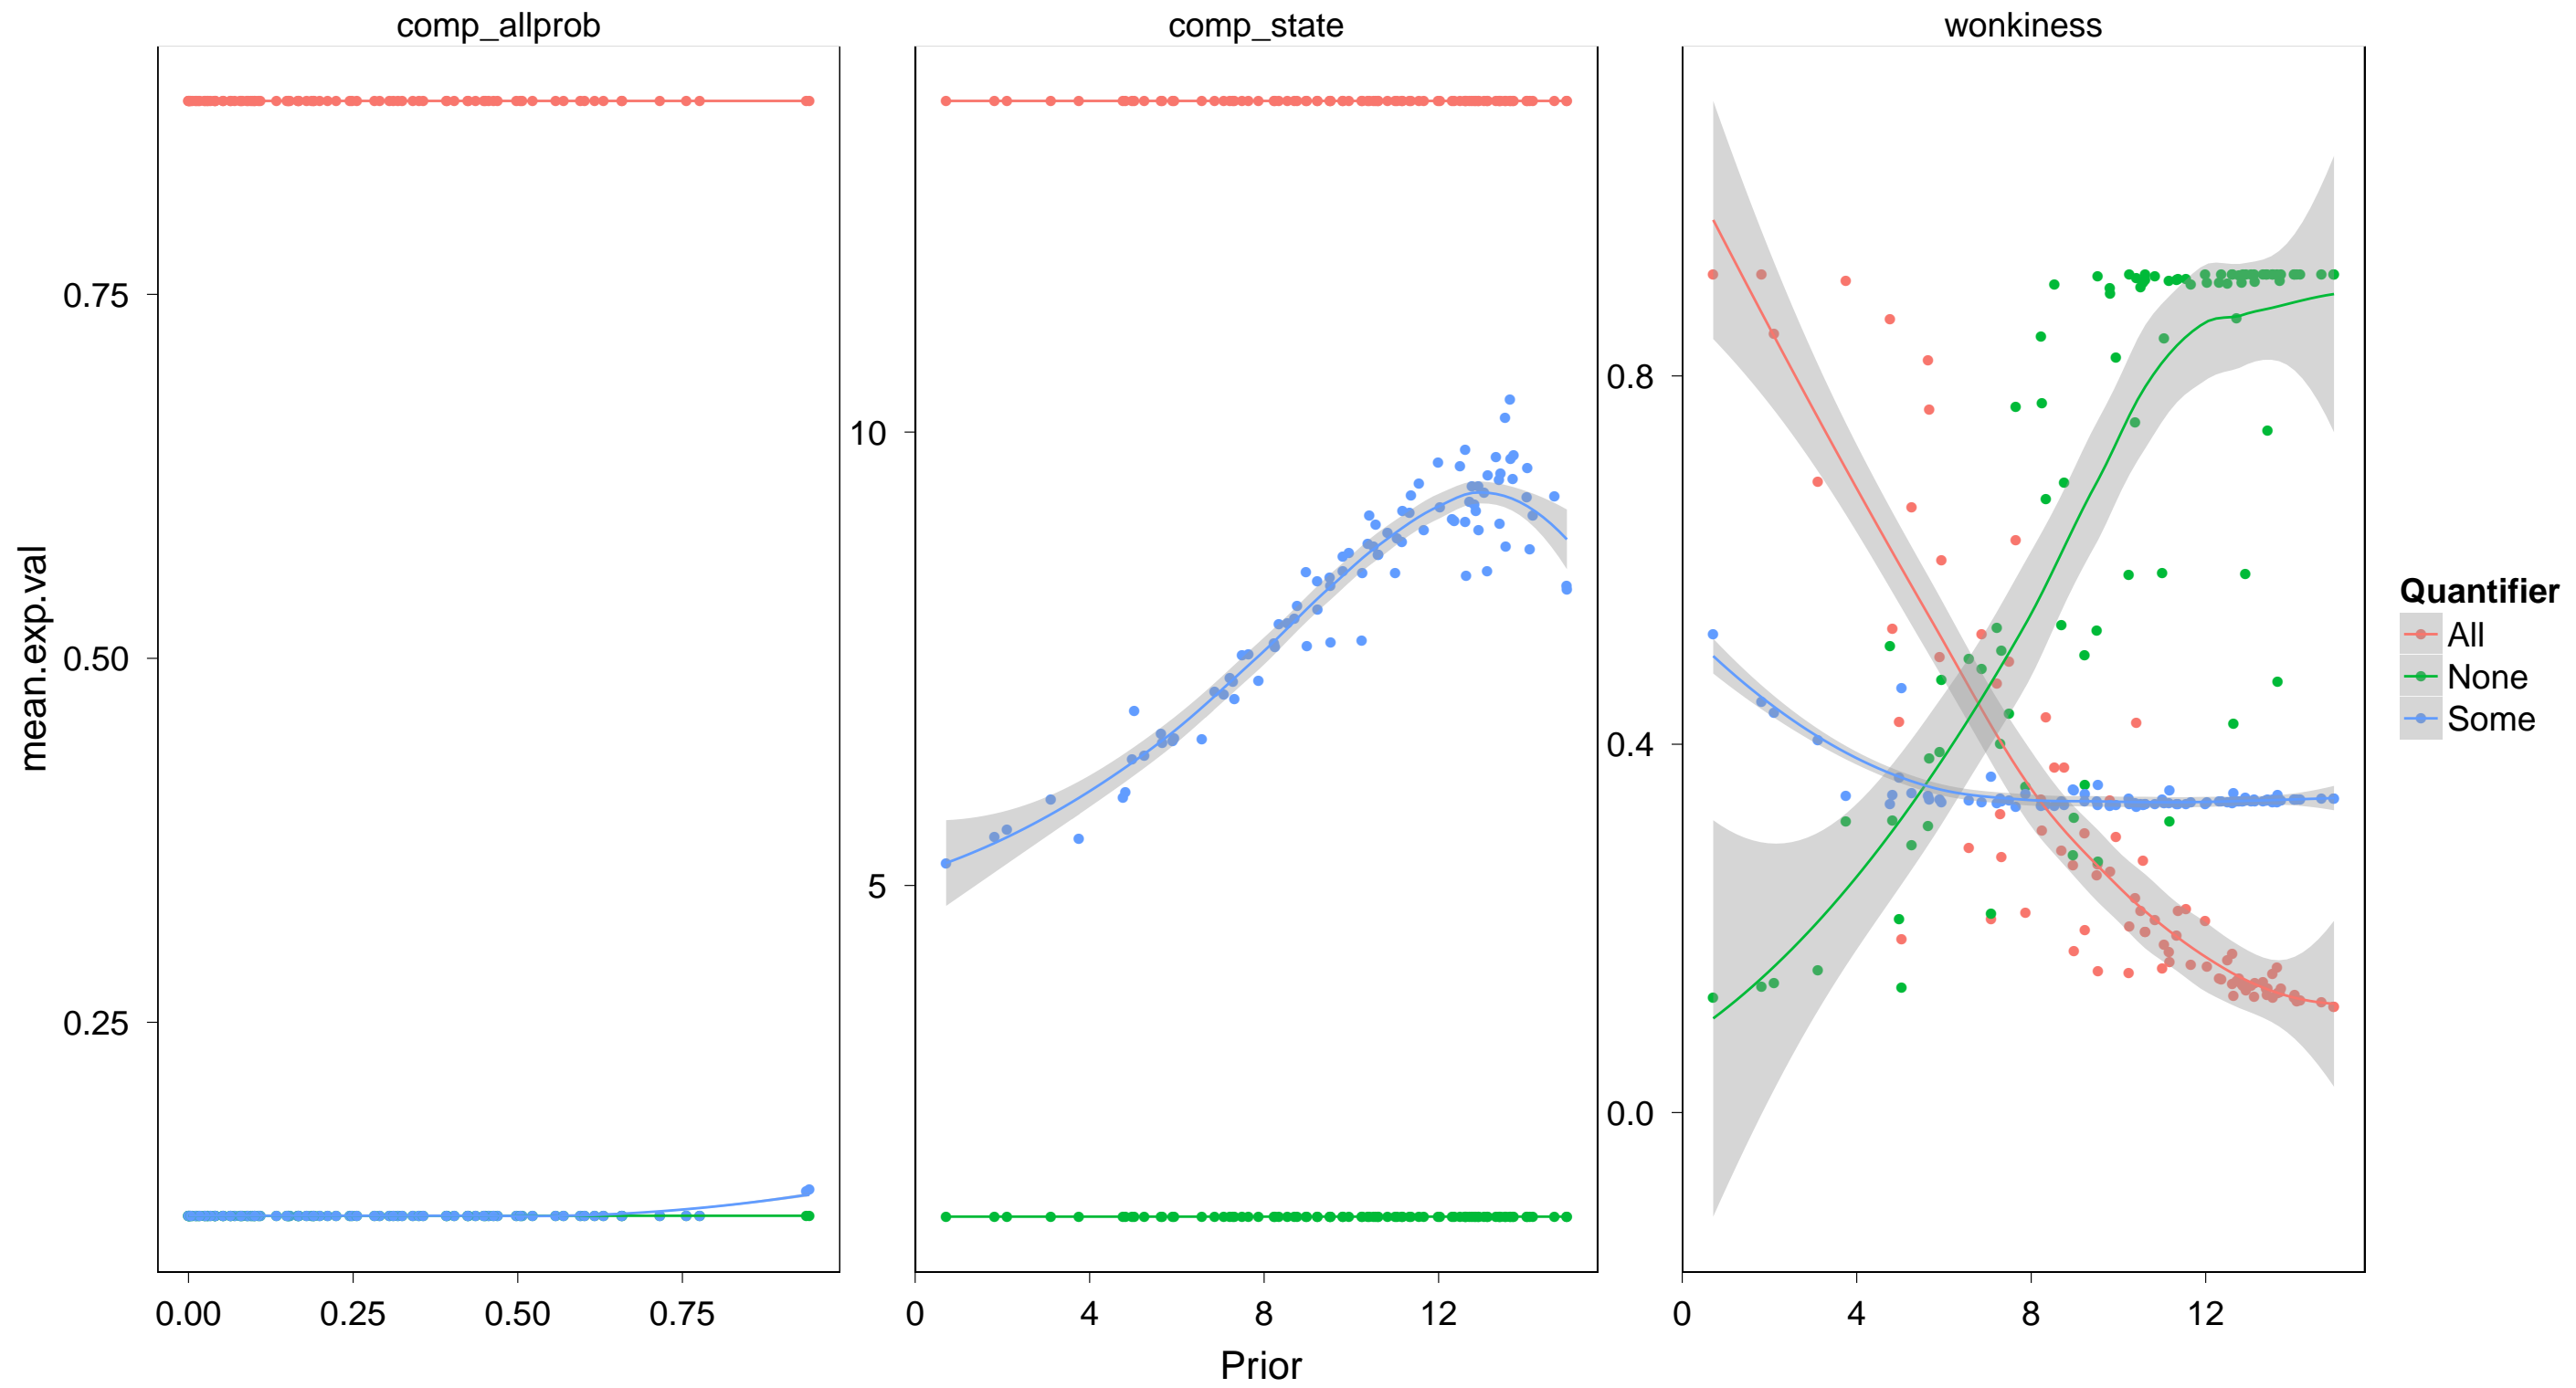 comp_allprob
comp_state
wonkiness
mean.exp.val
0.75
0.50
0.25
10
5
0.8
0.4
0.0
0.00 0.25 0.50 0.75
0 4 8 12
0 4 8 12
Prior
Quantifier
All
None
Some